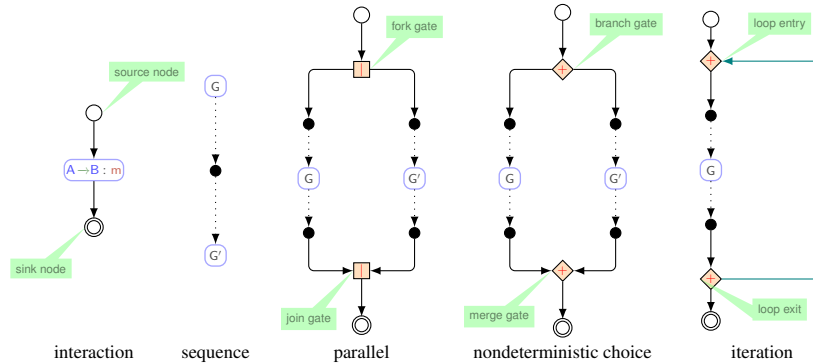 source node
A→B : m
sink node
interaction
G
G′
sequence
fork gate
|
G
G′
|
join gate
parallel
branch gate
+
G
G′
+
merge gate
nondeterministic choice
loop entry
+
G
+
loop exit
iteration